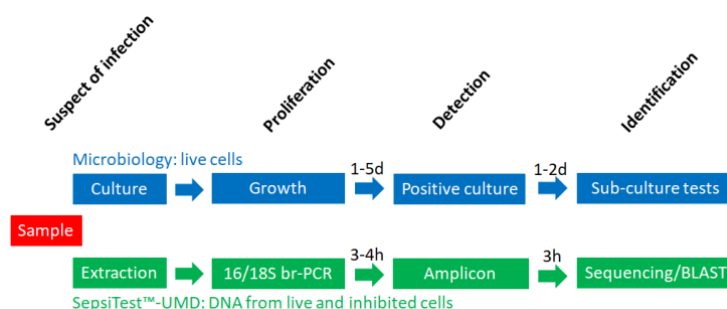 Suspect of infection
Proliferation
Detection
Identification
Microbiology: live cells
Culture
Growth
1-5d
Positive culture
1-2d
Sub-culture tests
Sample
Extraction
16/18S br-PCR
3-4h
Amplicon
3h
Sequencing/BLAST
SepsiTest™-UMD: DNA from live and inhibited cells